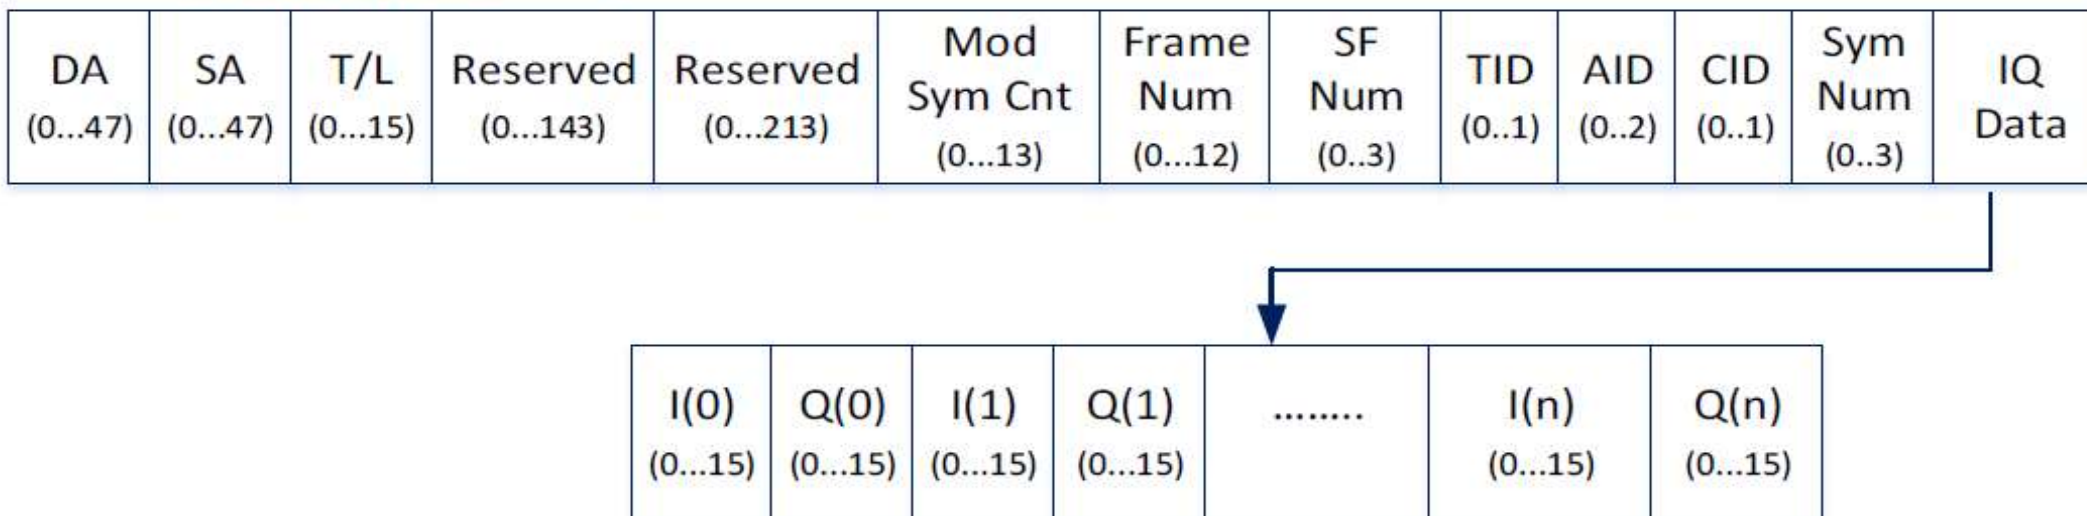 DA
(0...47)
SA
(0...47)
T/L
(0...15)
Reserved
(0...143)
Reserved
(0...213)
Mod
Sym Cnt
(0...13)
Frame
Num
(0...12)
SF
Num
(0..3)
TID
(0..1)
AID
(0..2)
CID
(0..1)
Sym
Num
(0..3)
IQ
Data
I(0)
(0...15)
Q(0)
(0...15)
I(1)
(0...15)
Q(1)
(0...15)
........
I(n)
(0...15)
Q(n)
(0...15)